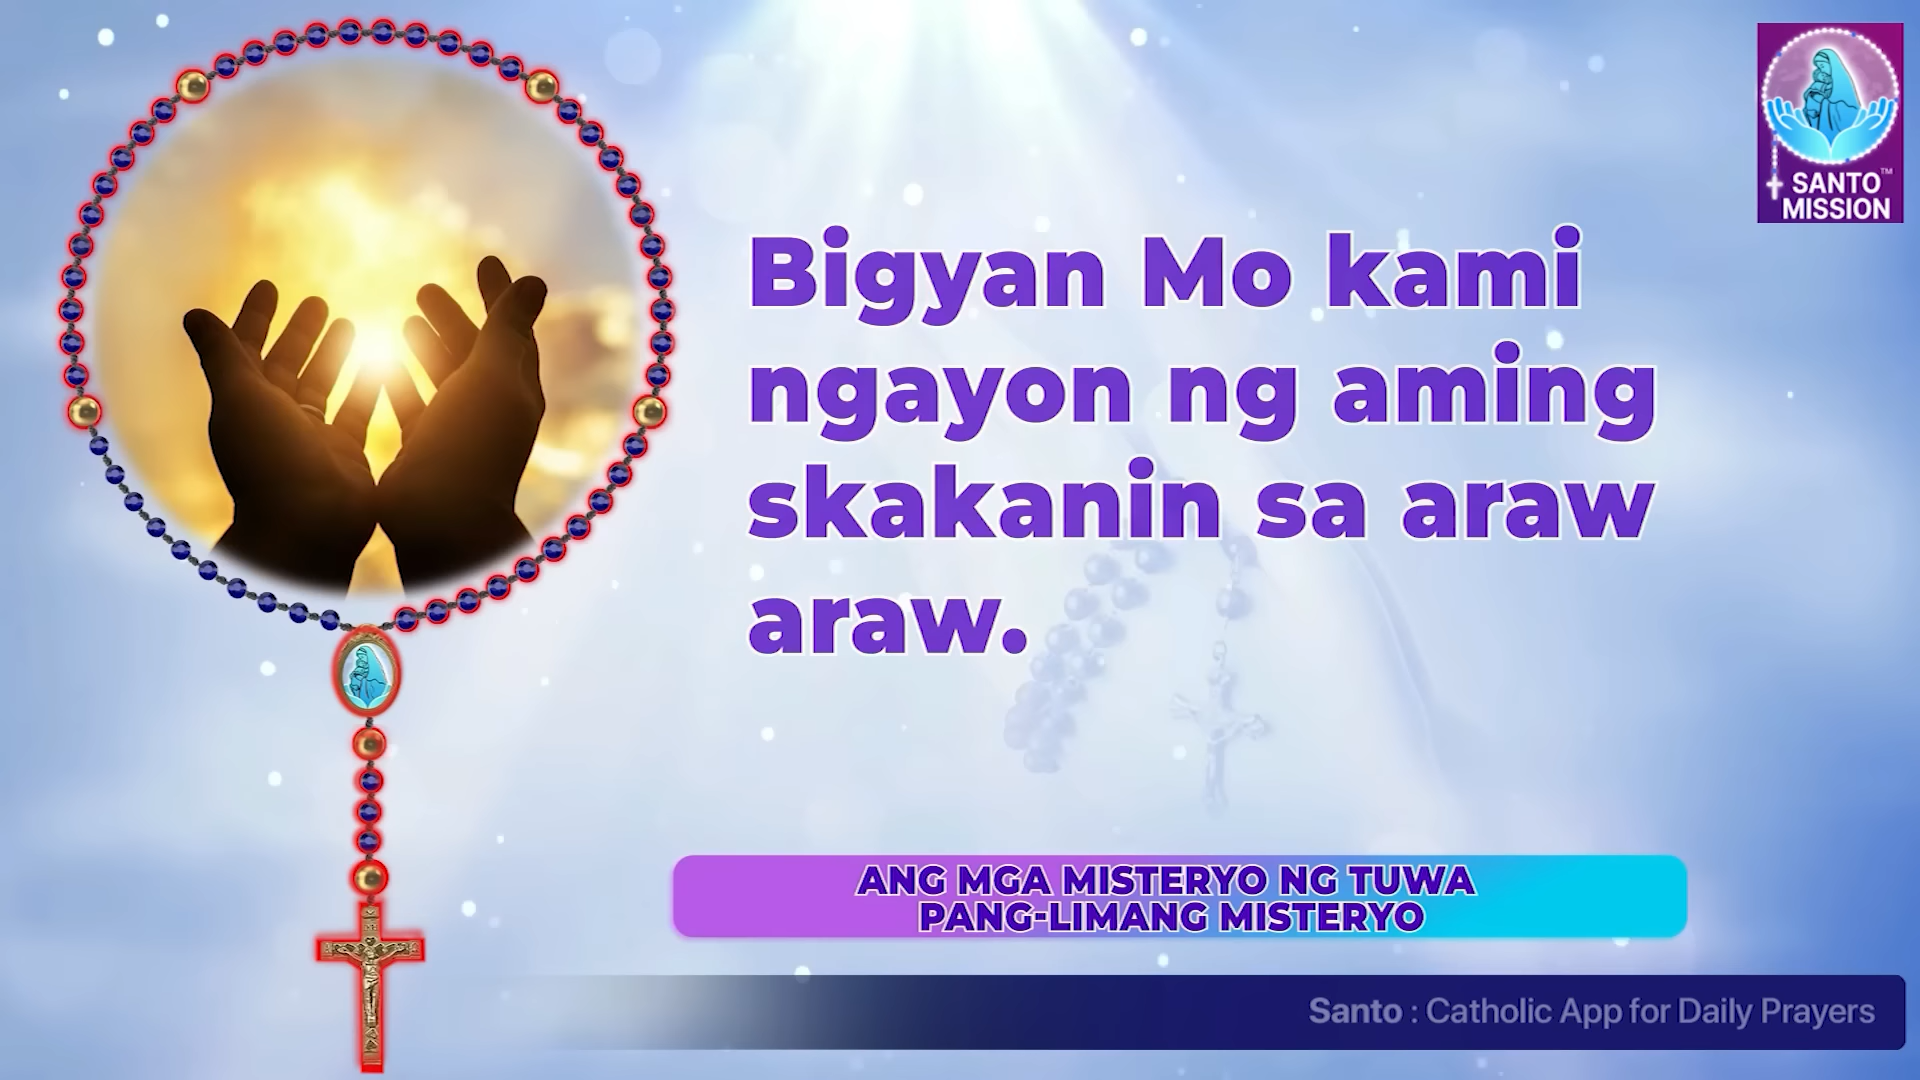 SANTO™
MISSION
Bigyan Mo kami
ngayon ng aming
skakanin sa araw
araw.
ANG MGA MISTERYO NG TUWA
PANG-LIMANG MISTERYO
Santo : Catholic App for Daily Prayers